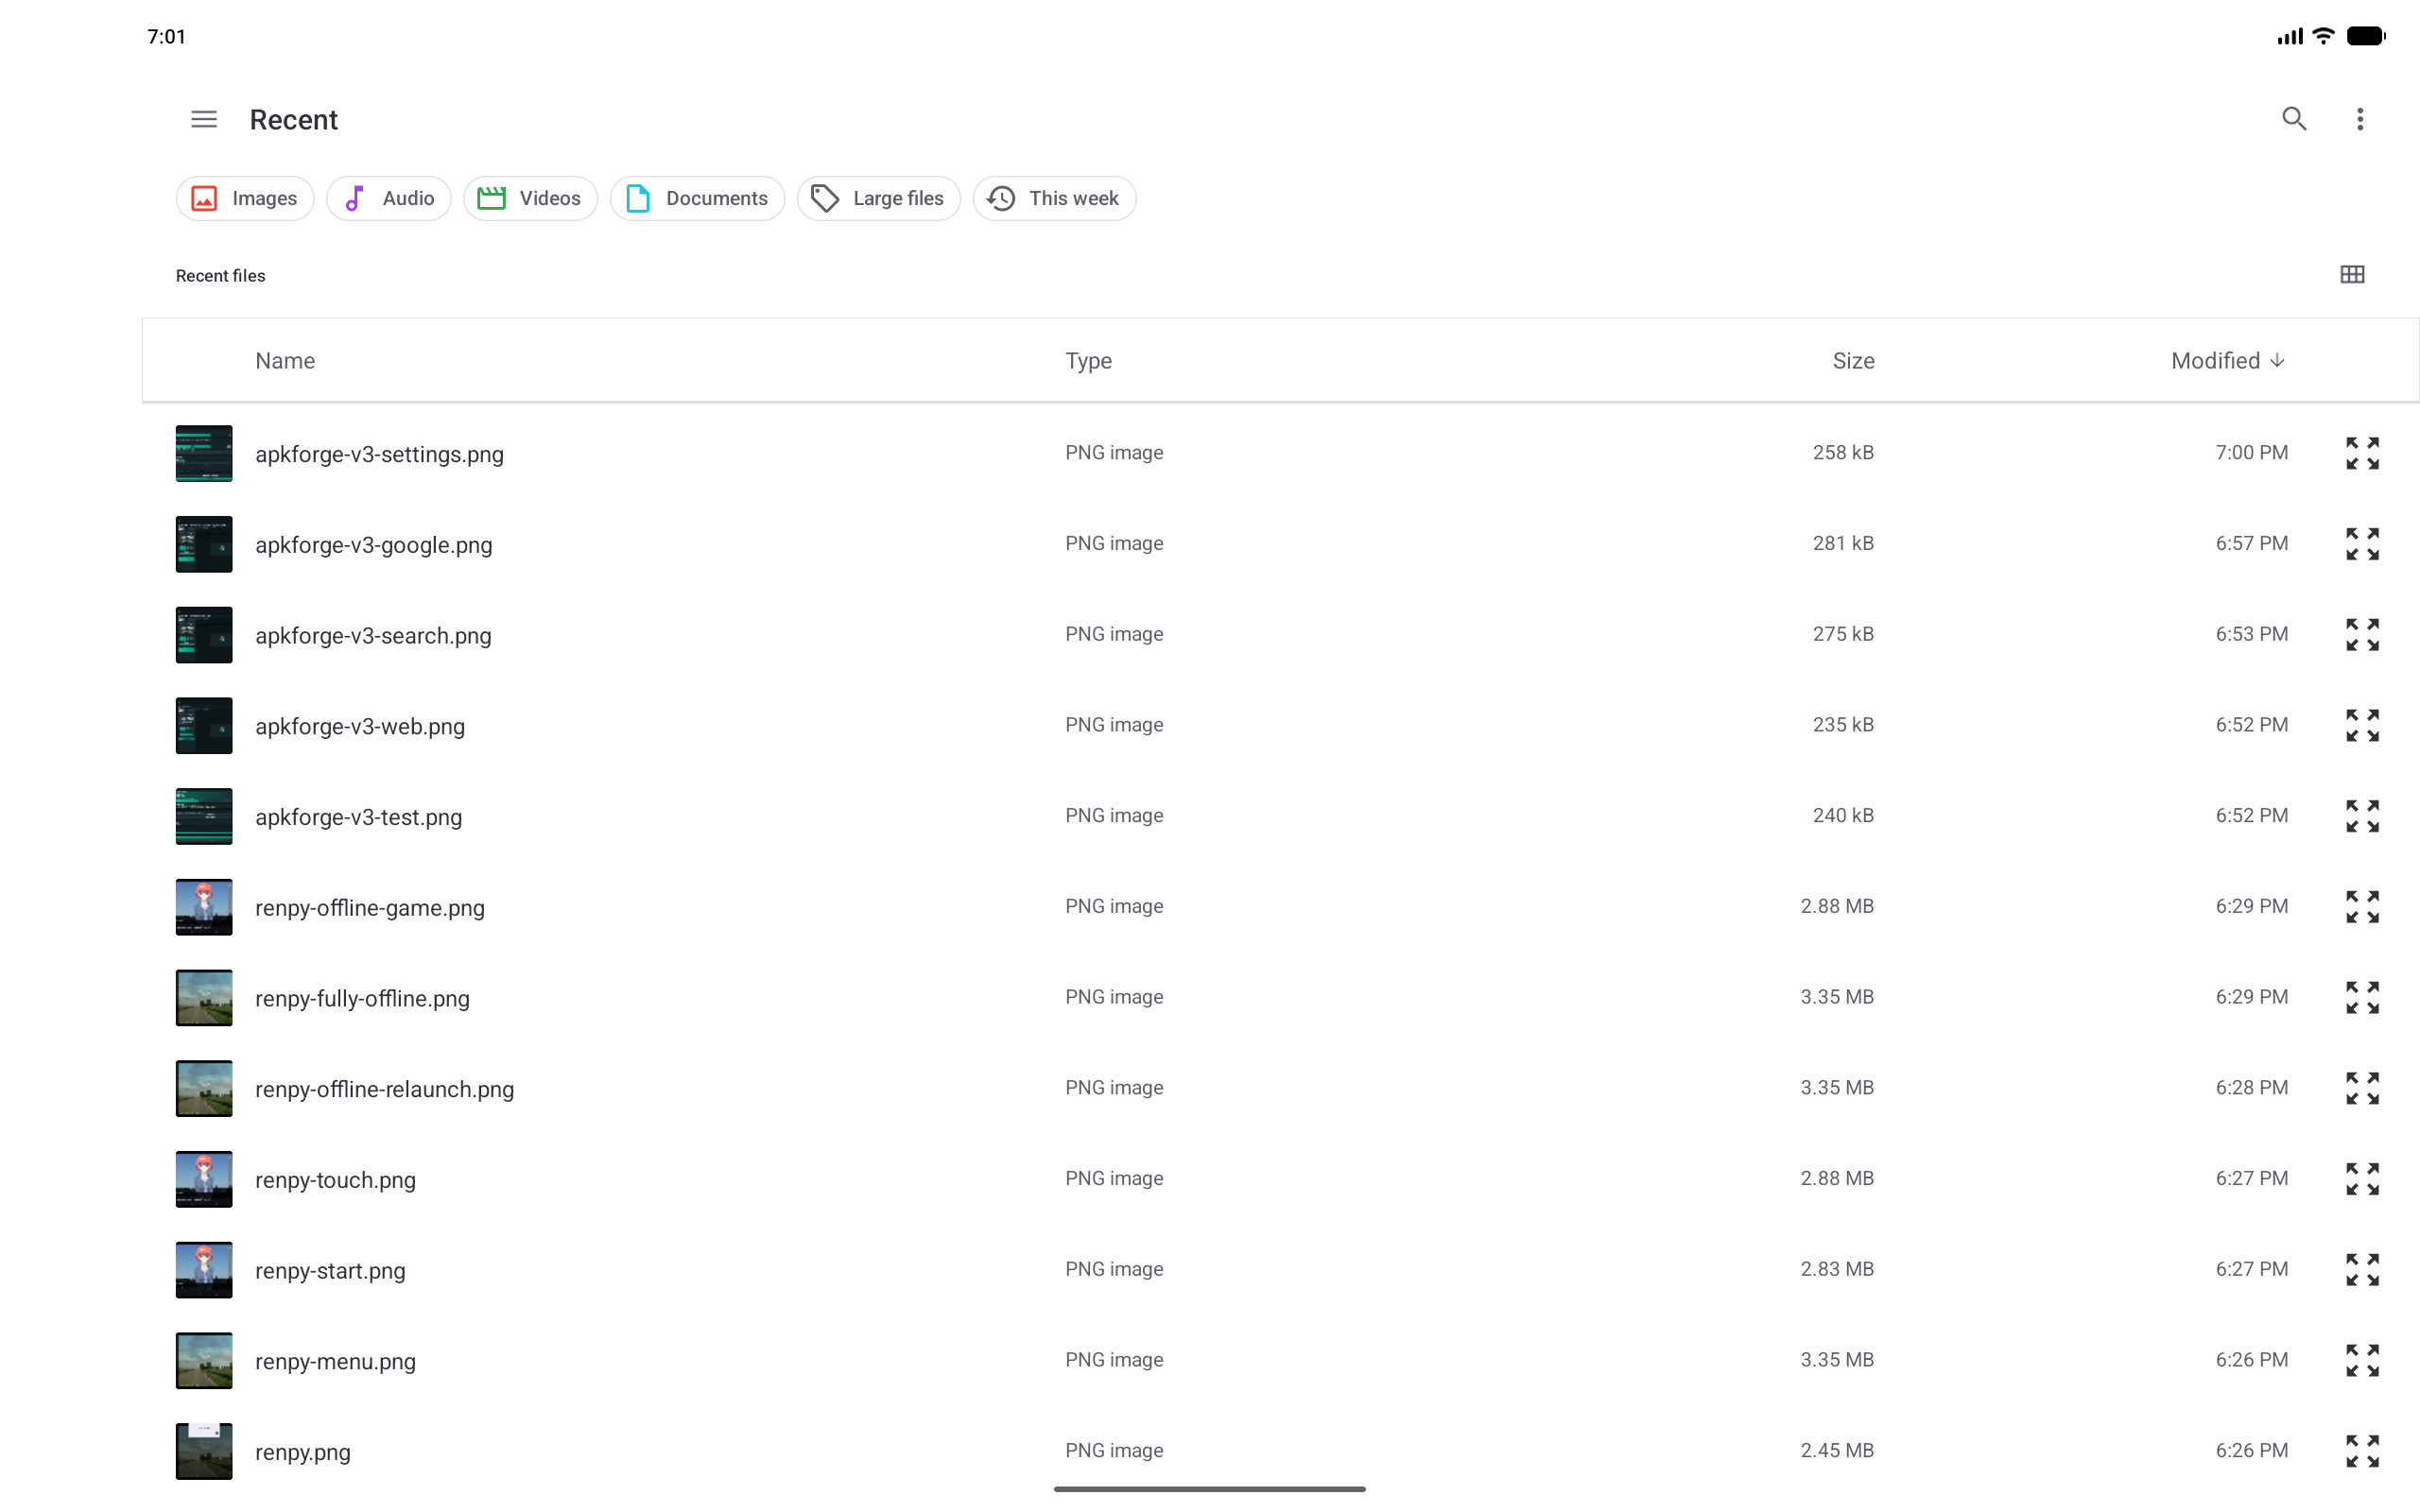 7:01
Recent
Images Audio Videos Documents Large files This week
Recent files
Name Type Size Modified
apkforge-v3-settings.png PNG image 258 kB 7:00 PM
apkforge-v3-google.png PNG image 281 kB 6:57 PM
apkforge-v3-search.png PNG image 275 kB 6:53 PM
apkforge-v3-web.png PNG image 235 kB 6:52 PM
apkforge-v3-test.png PNG image 240 kB 6:52 PM
renpy-offline-game.png PNG image 2.88 MB 6:29 PM
renpy-fully-offline.png PNG image 3.35 MB 6:29 PM
renpy-offline-relaunch.png PNG image 3.35 MB 6:28 PM
renpy-touch.png PNG image 2.88 MB 6:27 PM
renpy-start.png PNG image 2.83 MB 6:27 PM
renpy-menu.png PNG image 3.35 MB 6:26 PM
renpy.png PNG image 2.45 MB 6:26 PM